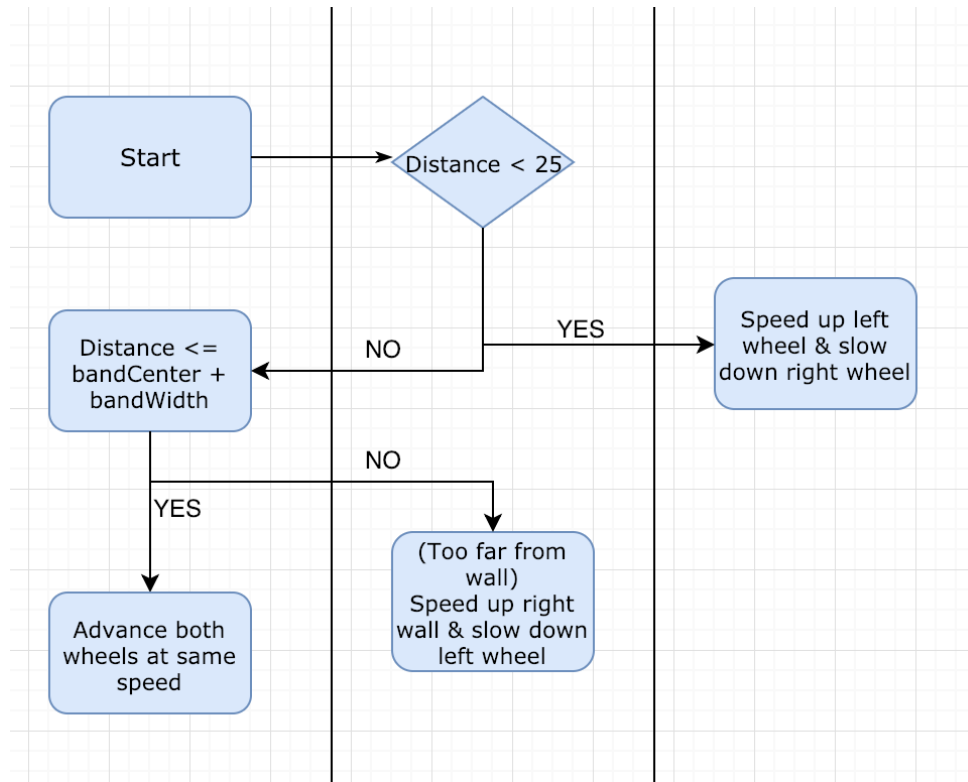 Start
Distance < 25
YES
Speed up left
wheel & slow
down right wheel
NO
Distance <=
bandCenter +
bandWidth
NO
YES
(Too far from
wall)
Speed up right
wall & slow down
left wheel
Advance both
wheels at same
speed